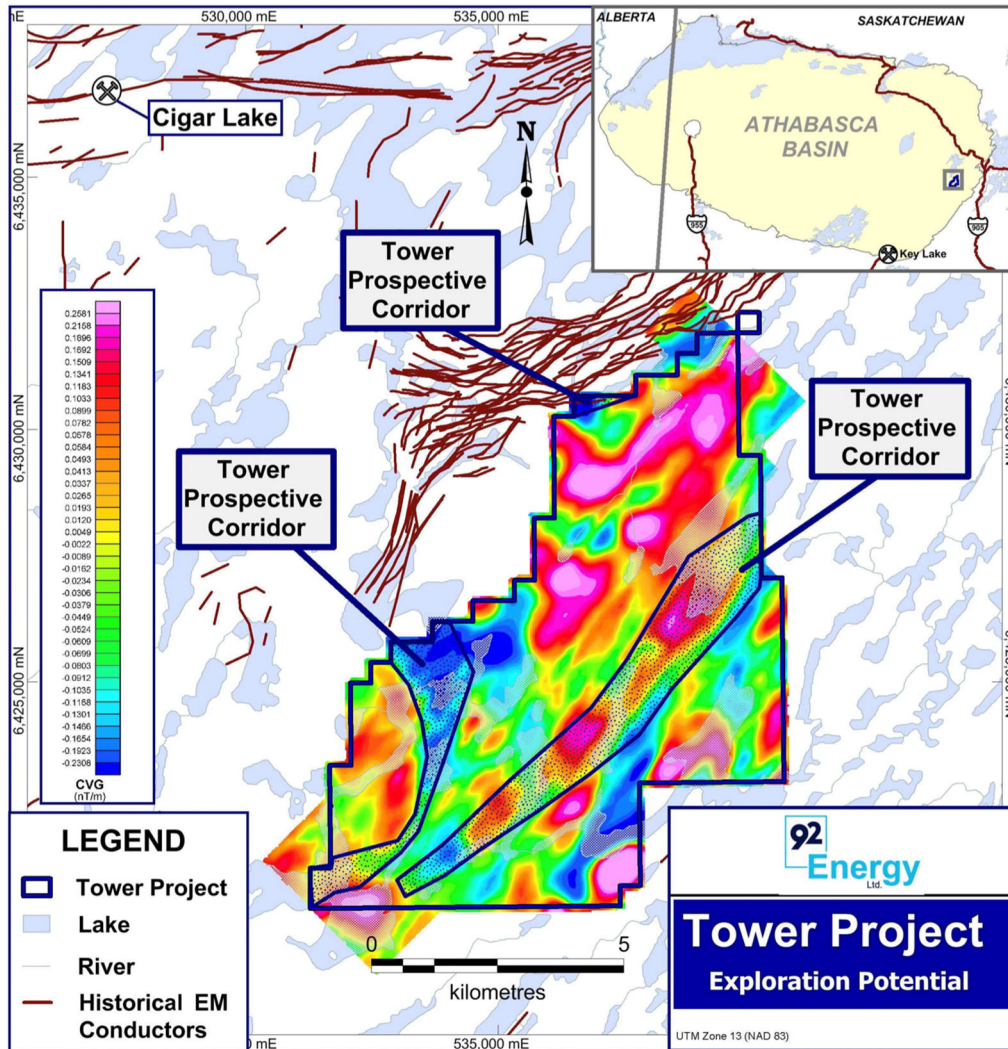 mE
530,000 mE
535,000 mE
ALBERTA
SASKATCHEWAN
ATHABASCA
BASIN
955
905
Key Lake
Cigar Lake
N
6,435,000 mN
6,430,000 mN
6,425,000 mN
Tower
Prospective
Corridor
Tower
Prospective
Corridor
Tower
Prospective
Corridor
0.2581
0.2158
0.1896
0.1692
0.1509
0.1341
0.1183
0.1033
0.0899
0.0782
0.0678
0.0584
0.0493
0.0413
0.0337
0.0265
0.0193
0.0120
0.0049
-0.0022
-0.0089
-0.0162
-0.0234
-0.0306
-0.0379
-0.0449
-0.0524
-0.0609
-0.0699
-0.0803
-0.0912
-0.1035
-0.1168
-0.1301
-0.1466
-0.1654
-0.1923
-0.2308
CVG
(nT/m)
LEGEND
Tower Project
Lake
River
Historical EM
Conductors
0 5
kilometres
92
Energy
Ltd.
Tower Project
Exploration Potential
UTM Zone 13 (NAD 83)
0 mE
535,000 mE